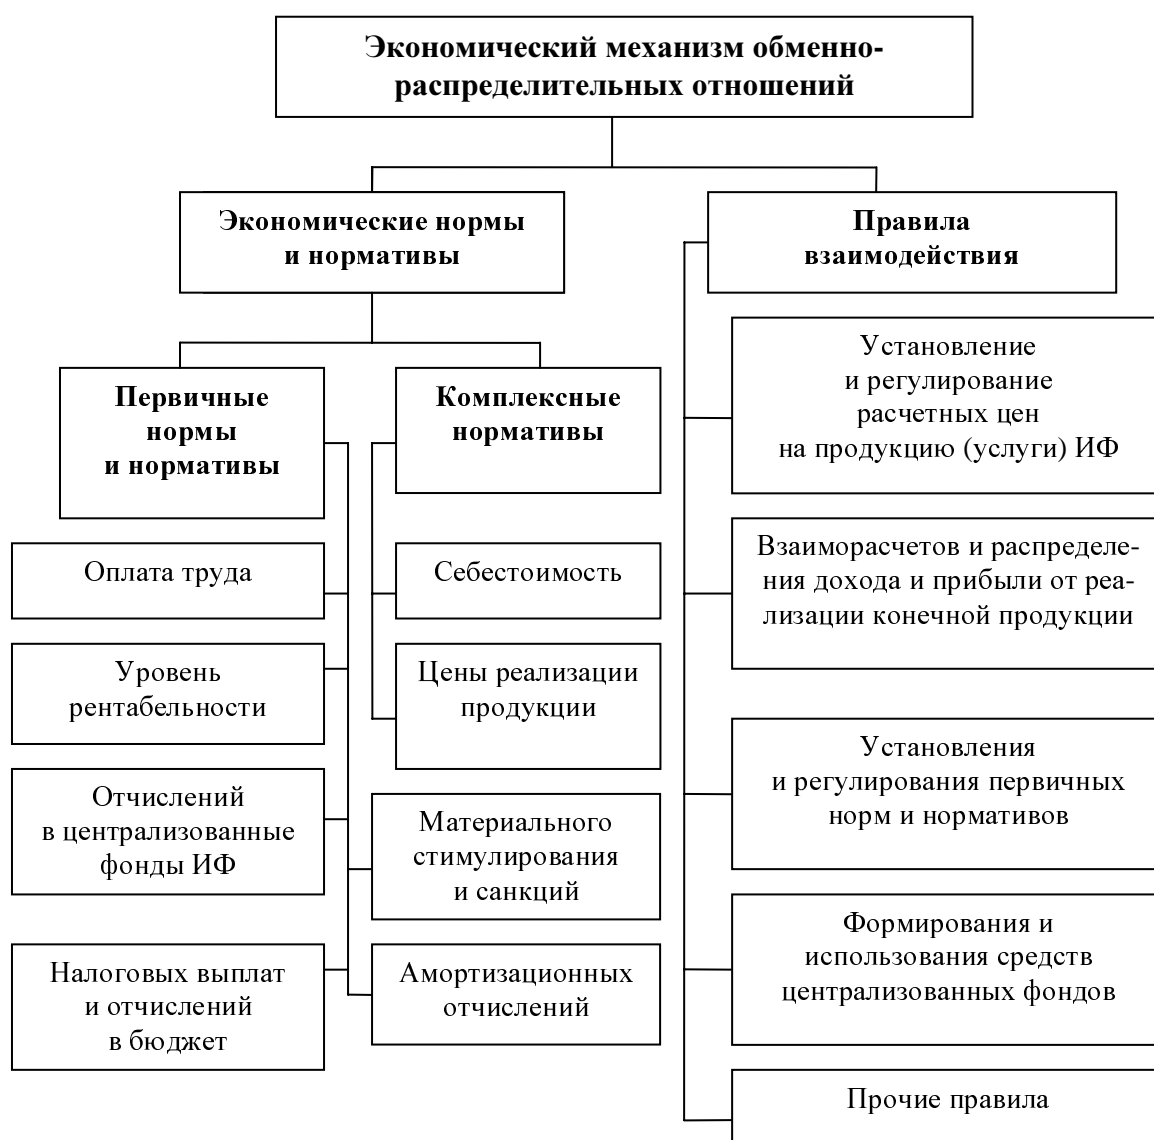 Экономический механизм обменно-
распределительных отношений
Экономические нормы
и нормативы
Правила
взаимодействия
Первичные
нормы
и нормативы
Комплексные
нормативы
Установление
и регулирование
расчетных цен
на продукцию (услуги) ИФ
Оплата труда
Себестоимость
Взаиморасчетов и распределе-
ния дохода и прибыли от реа-
лизации конечной продукции
Уровень
рентабельности
Цены реализации
продукции
Установления
и регулирования первичных
норм и нормативов
Отчислений
в централизованные
фонды ИФ
Материального
стимулирования
и санкций
Формирования и
использования средств
централизованных фондов
Налоговых выплат
и отчислений
в бюджет
Амортизационных
отчислений
Прочие правила